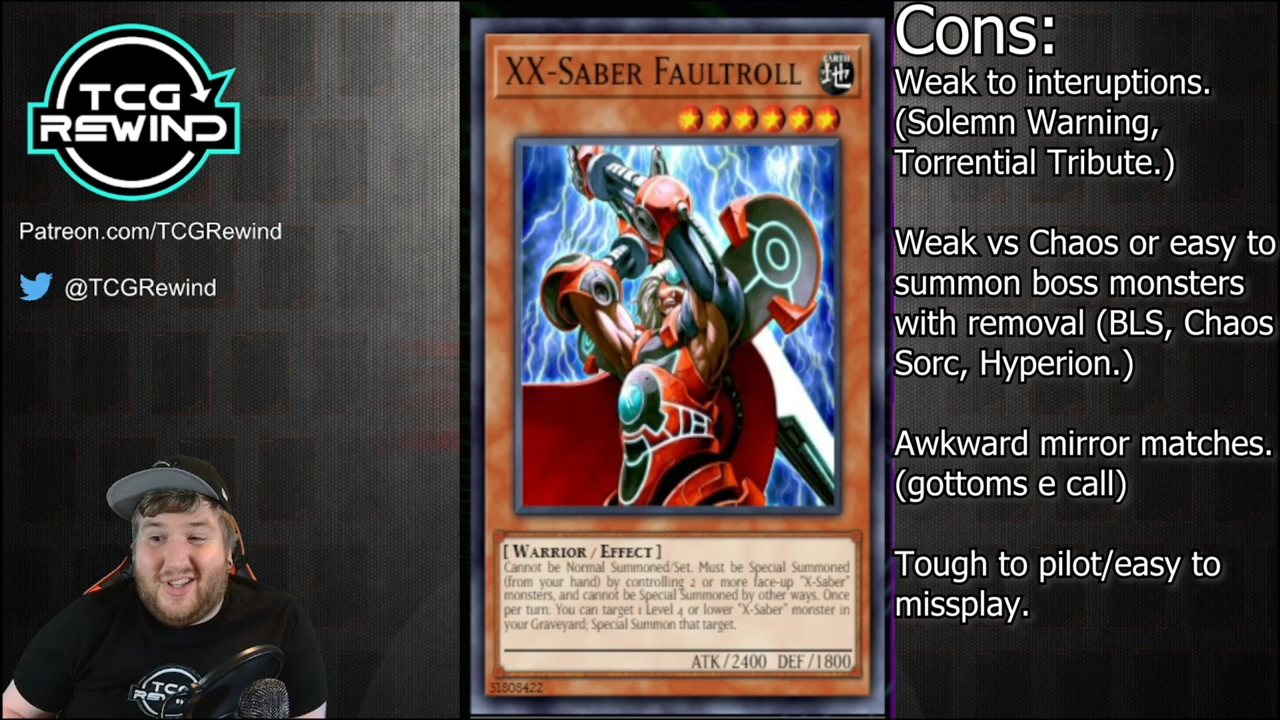 TCG
REWIND
Patreon.com/TCGRewind
@TCGRewind
XX-SABER FAULTROLL
EARTH
[ WARRIOR / EFFECT ]
Cannot be Normal Summoned/Set. Must be Special Summoned
(from your hand) by controlling 2 or more face-up "X-Saber"
monsters, and cannot be Special Summoned by other ways. Once
per turn: You can target 1 Level 4 or lower "X-Saber" monster in
your Graveyard; Special Summon that target.
ATK/2400 DEF/1800
51808422
Cons:
Weak to interuptions.
(Solemn Warning,
Torrential Tribute.)
Weak vs Chaos or easy to
summon boss monsters
with removal (BLS, Chaos
Sorc, Hyperion.)
Awkward mirror matches.
(gottoms e call)
Tough to pilot/easy to
missplay.
TCG
REWIND